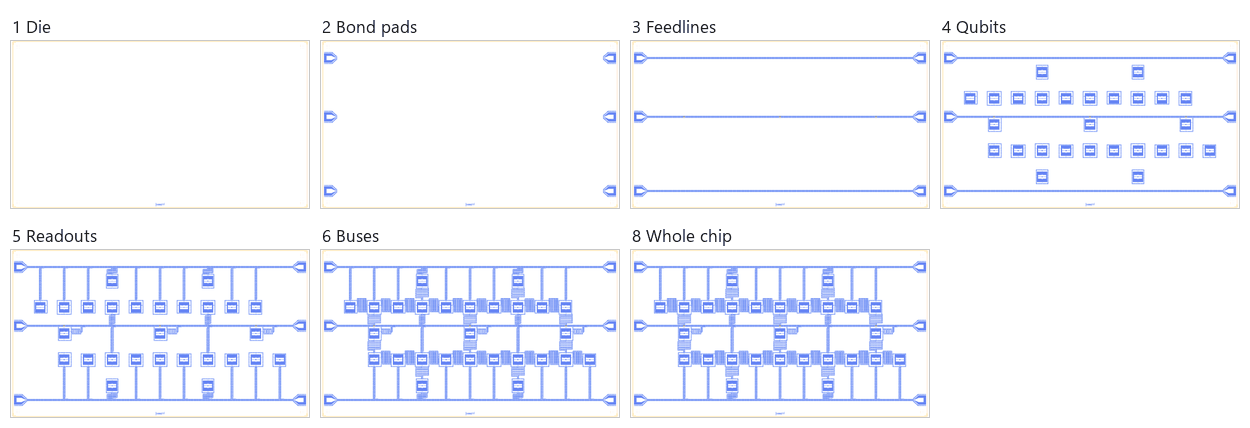 1 Die
2 Bond pads
3 Feedlines
4 Qubits
5 Readouts
6 Buses
8 Whole chip